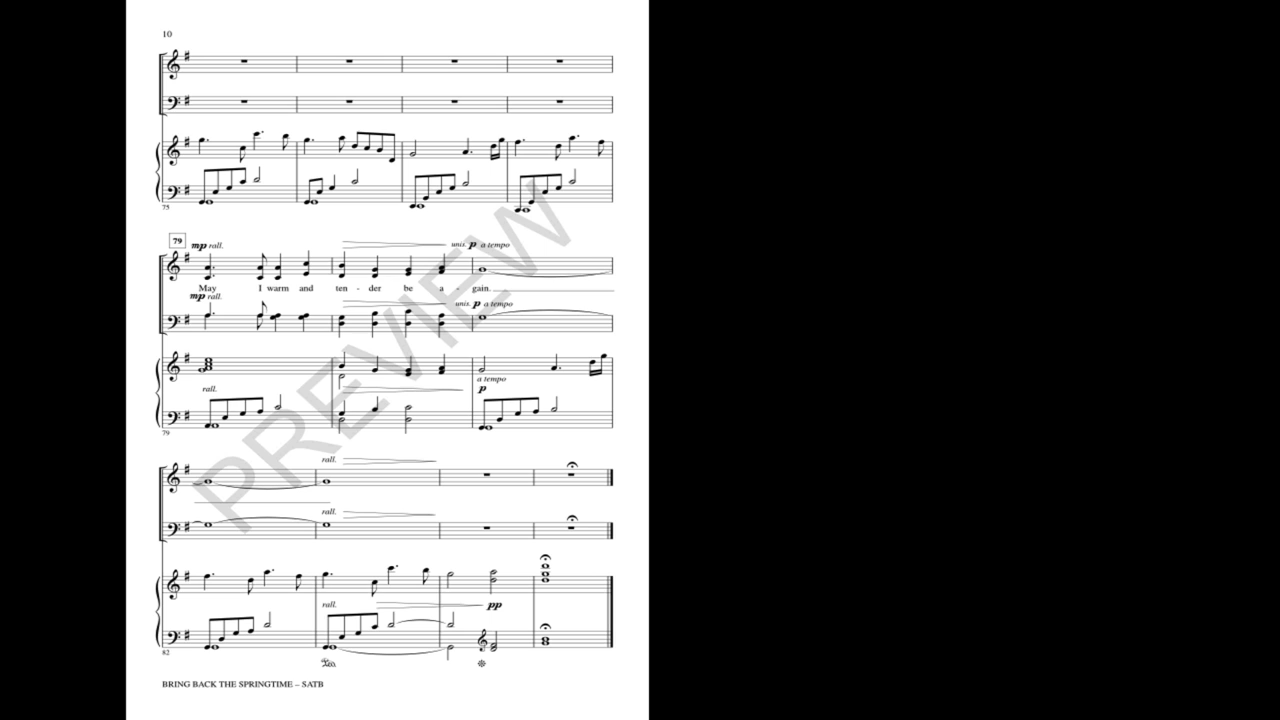 10
75
79
mp rall.
unis. p a tempo
May I warm and ten - der be a - gain.
mp rall.
unis. p a tempo
rall.
a tempo
p
79
rall.
rall.
rall.
pp
82
Ped.
PREVIEW
BRING BACK THE SPRINGTIME – SATB